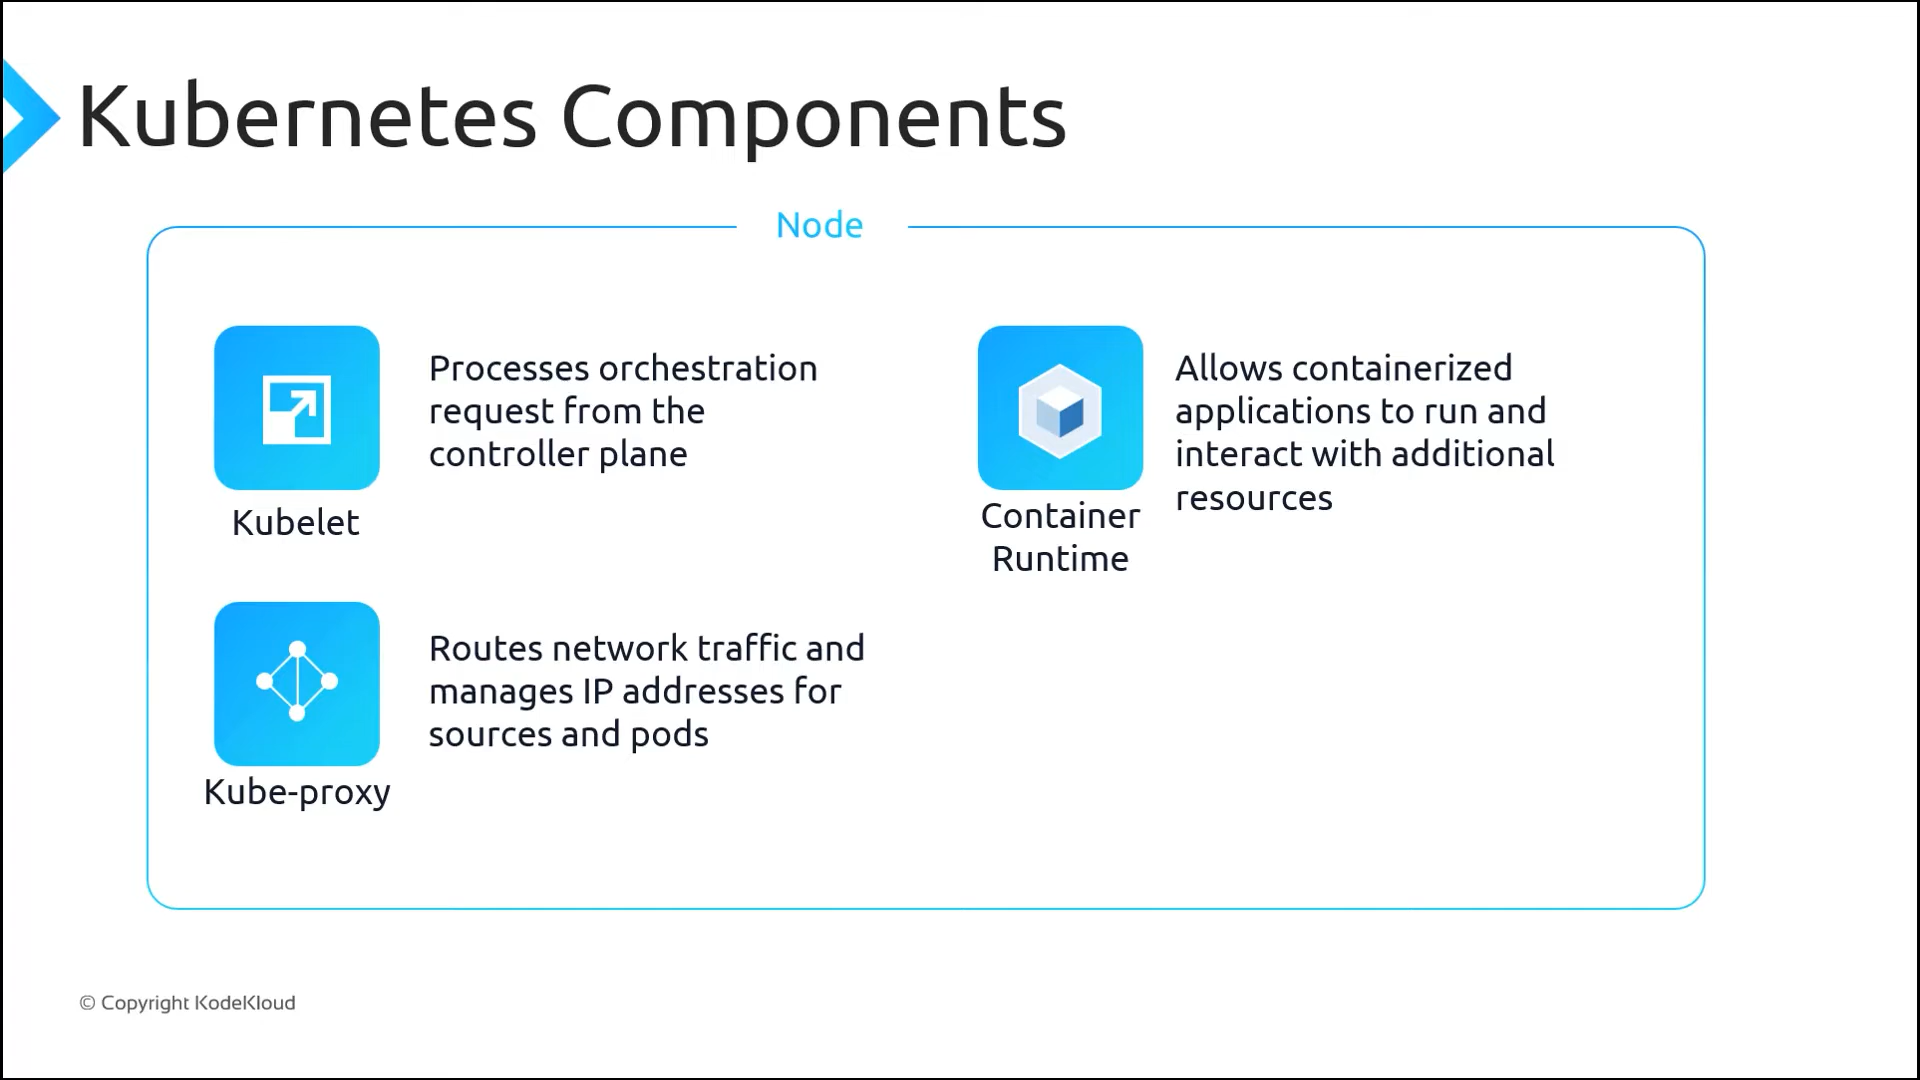 Kubernetes Components
Node
Processes orchestration
request from the
controller plane
Kubelet
Allows containerized
applications to run and
interact with additional
resources
Container
Runtime
Routes network traffic and
manages IP addresses for
sources and pods
Kube-proxy
© Copyright KodeKloud